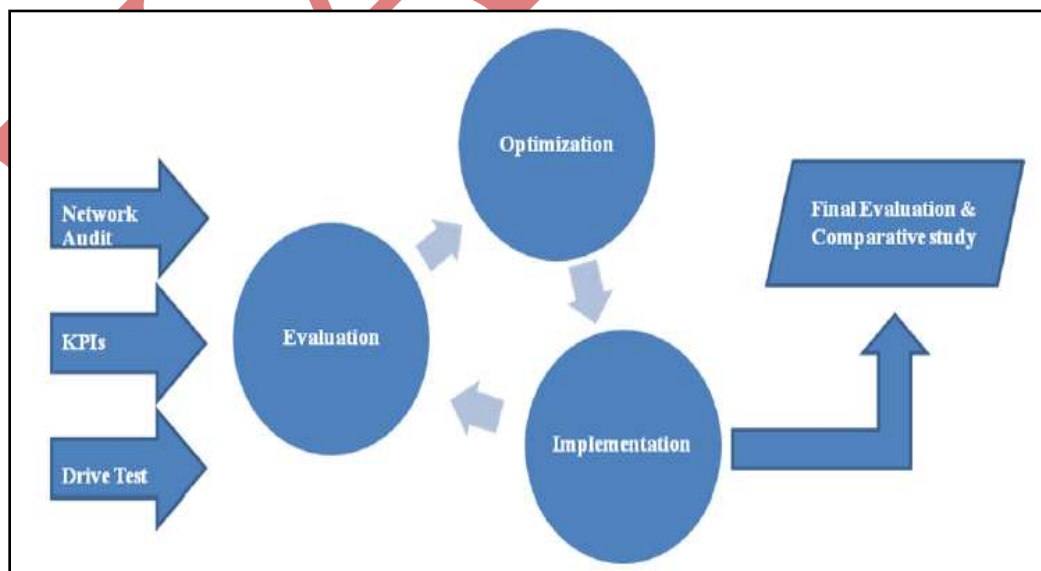 Optimization
Network
Audit
Final Evaluation &
Comparative study
KPIs
Evaluation
Implementation
Drive Test